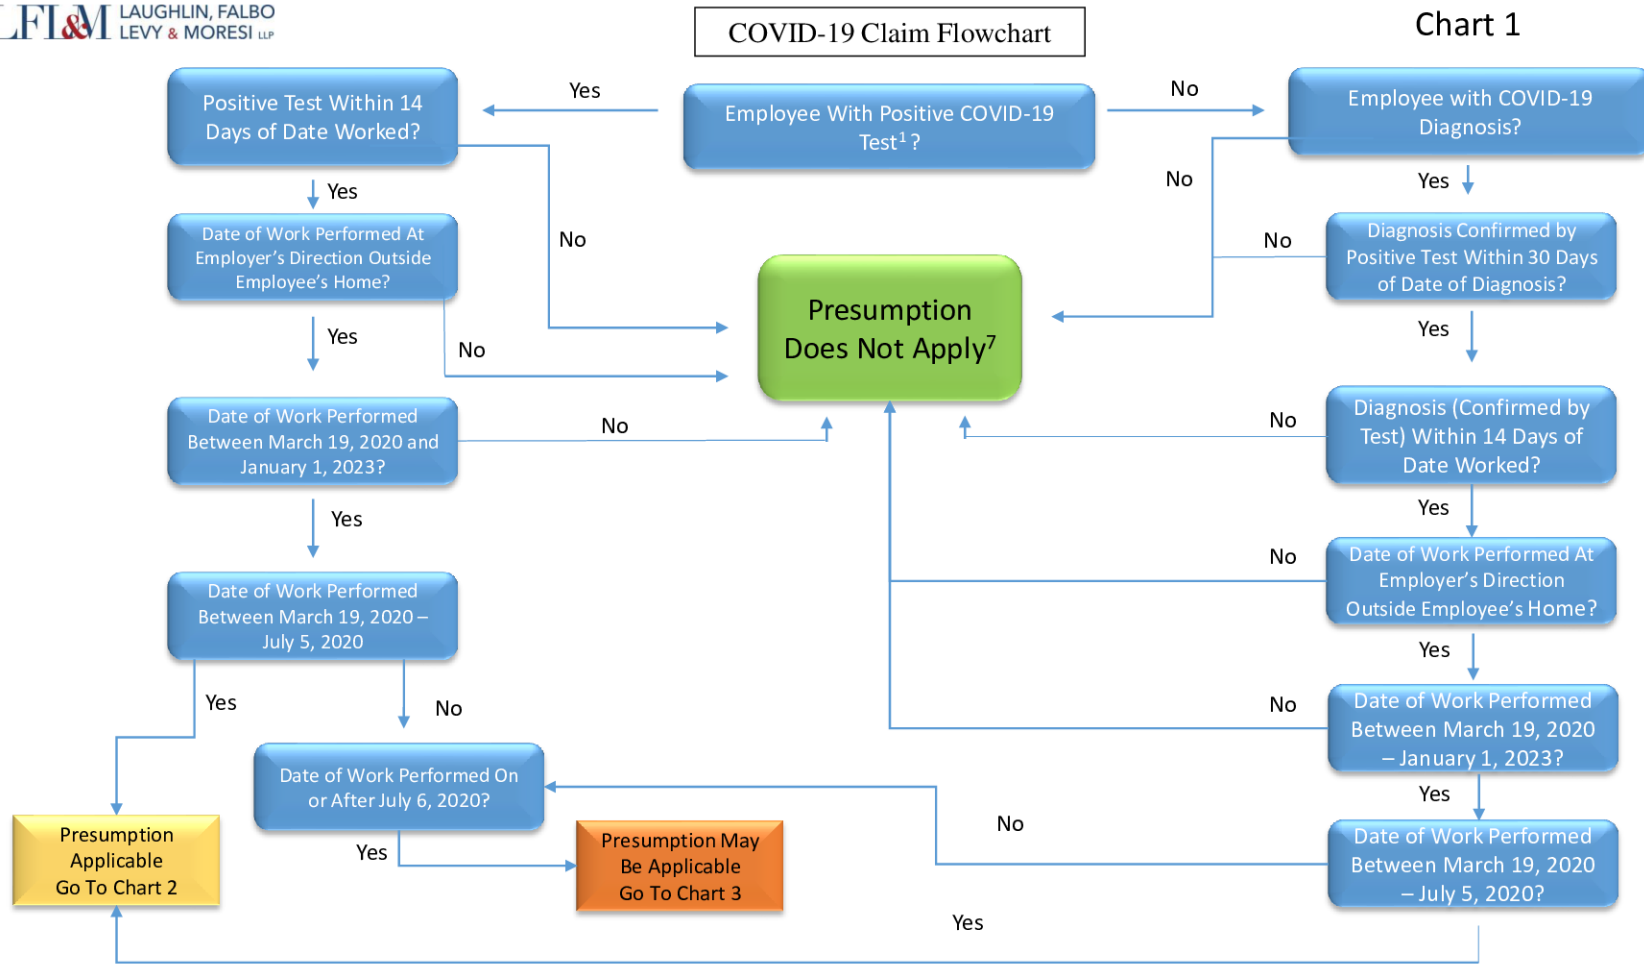 LFL&M LAUGHLIN, FALBO
LEVY & MORESI LLP
COVID-19 Claim Flowchart
Chart 1
Positive Test Within 14
Days of Date Worked?
Yes
Employee With Positive COVID-19
Test¹ ?
No
Employee with COVID-19
Diagnosis?
Yes
No
No
Yes
Date of Work Performed At
Employer's Direction Outside
Employee's Home?
No
Diagnosis Confirmed by
Positive Test Within 30 Days
of Date of Diagnosis?
Presumption
Does Not Apply⁷
Yes
No
Yes
Date of Work Performed
Between March 19, 2020 and
January 1, 2023?
No
No
Diagnosis (Confirmed by
Test) Within 14 Days of
Date Worked?
Yes
Yes
No
Date of Work Performed At
Employer's Direction
Outside Employee's Home?
Date of Work Performed
Between March 19, 2020 –
July 5, 2020
Yes
Yes
No
No
Date of Work Performed
Between March 19, 2020
– January 1, 2023?
Date of Work Performed On
or After July 6, 2020?
Yes
Presumption
Applicable
Go To Chart 2
Yes
Presumption May
Be Applicable
Go To Chart 3
No
Date of Work Performed
Between March 19, 2020
– July 5, 2020?
Yes